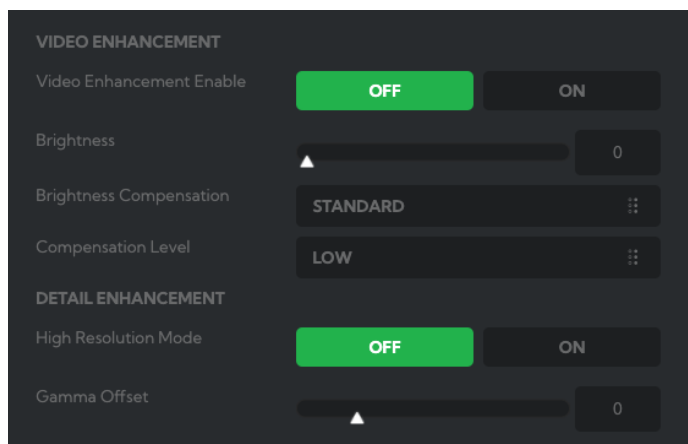 VIDEO ENHANCEMENT
Video Enhancement Enable OFF ON
Brightness 0
Brightness Compensation STANDARD
Compensation Level LOW
DETAIL ENHANCEMENT
High Resolution Mode OFF ON
Gamma Offset 0